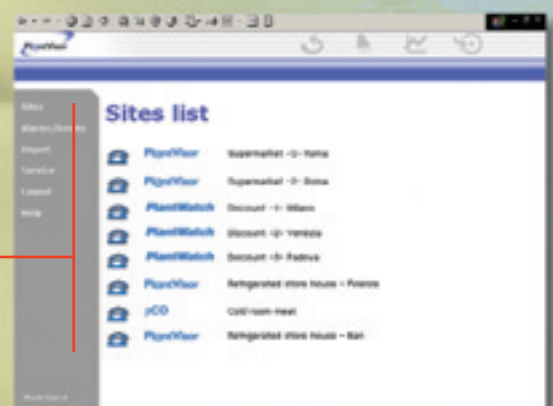 PlantVisor
Sites
Alarms/Events
Report
Service
Logout
Help
Sites list
PlantVisor Supermarket -1- Roma
PlantVisor Supermarket -2- Roma
PlantWatch Discount -1- Milano
PlantWatch Discount -2- Venezia
PlantWatch Discount -3- Padova
PlantVisor Refrigerated store house - Firenze
pCO Cold room meat
PlantVisor Refrigerated store house - Bari